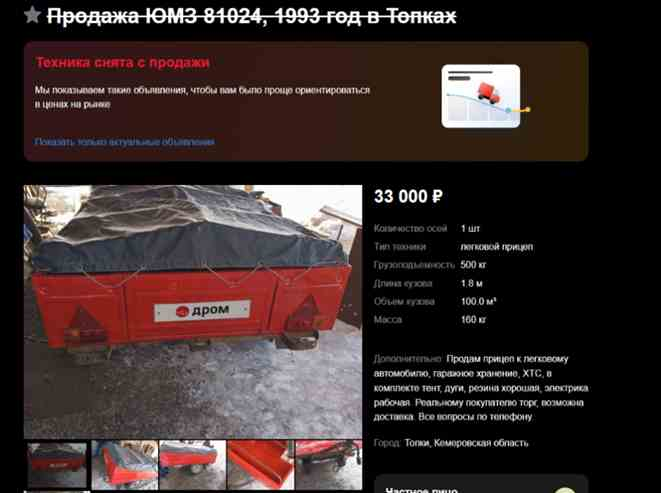 Продажа ЮМЗ 81024, 1993 год в Топках
Техника снята с продажи
Мы показываем такие объявления, чтобы вам было проще ориентироваться
в ценах на рынке
Показать только актуальные объявления
дром
33 000 ₽
Количество осей 1 шт
Тип техники легковой прицеп
Грузоподъемность 500 кг
Длина кузова 1.8 м
Объем кузова 100.0 м³
Масса 160 кг
Дополнительно: Продам прицеп к легковому
автомобилю, гаражное хранение, ХТС, в
комплекте тент, дуги, резина хорошая, электрика
рабочая. Реальному покупателю торг, возможна
доставка. Все вопросы по телефону.
Город: Топки, Кемеровская область
Частное лицо